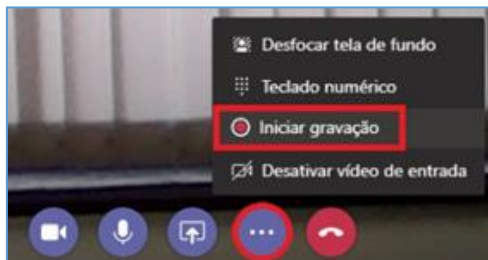 Desfocar tela de fundo
Teclado numérico
Iniciar gravação
Desativar vídeo de entrada